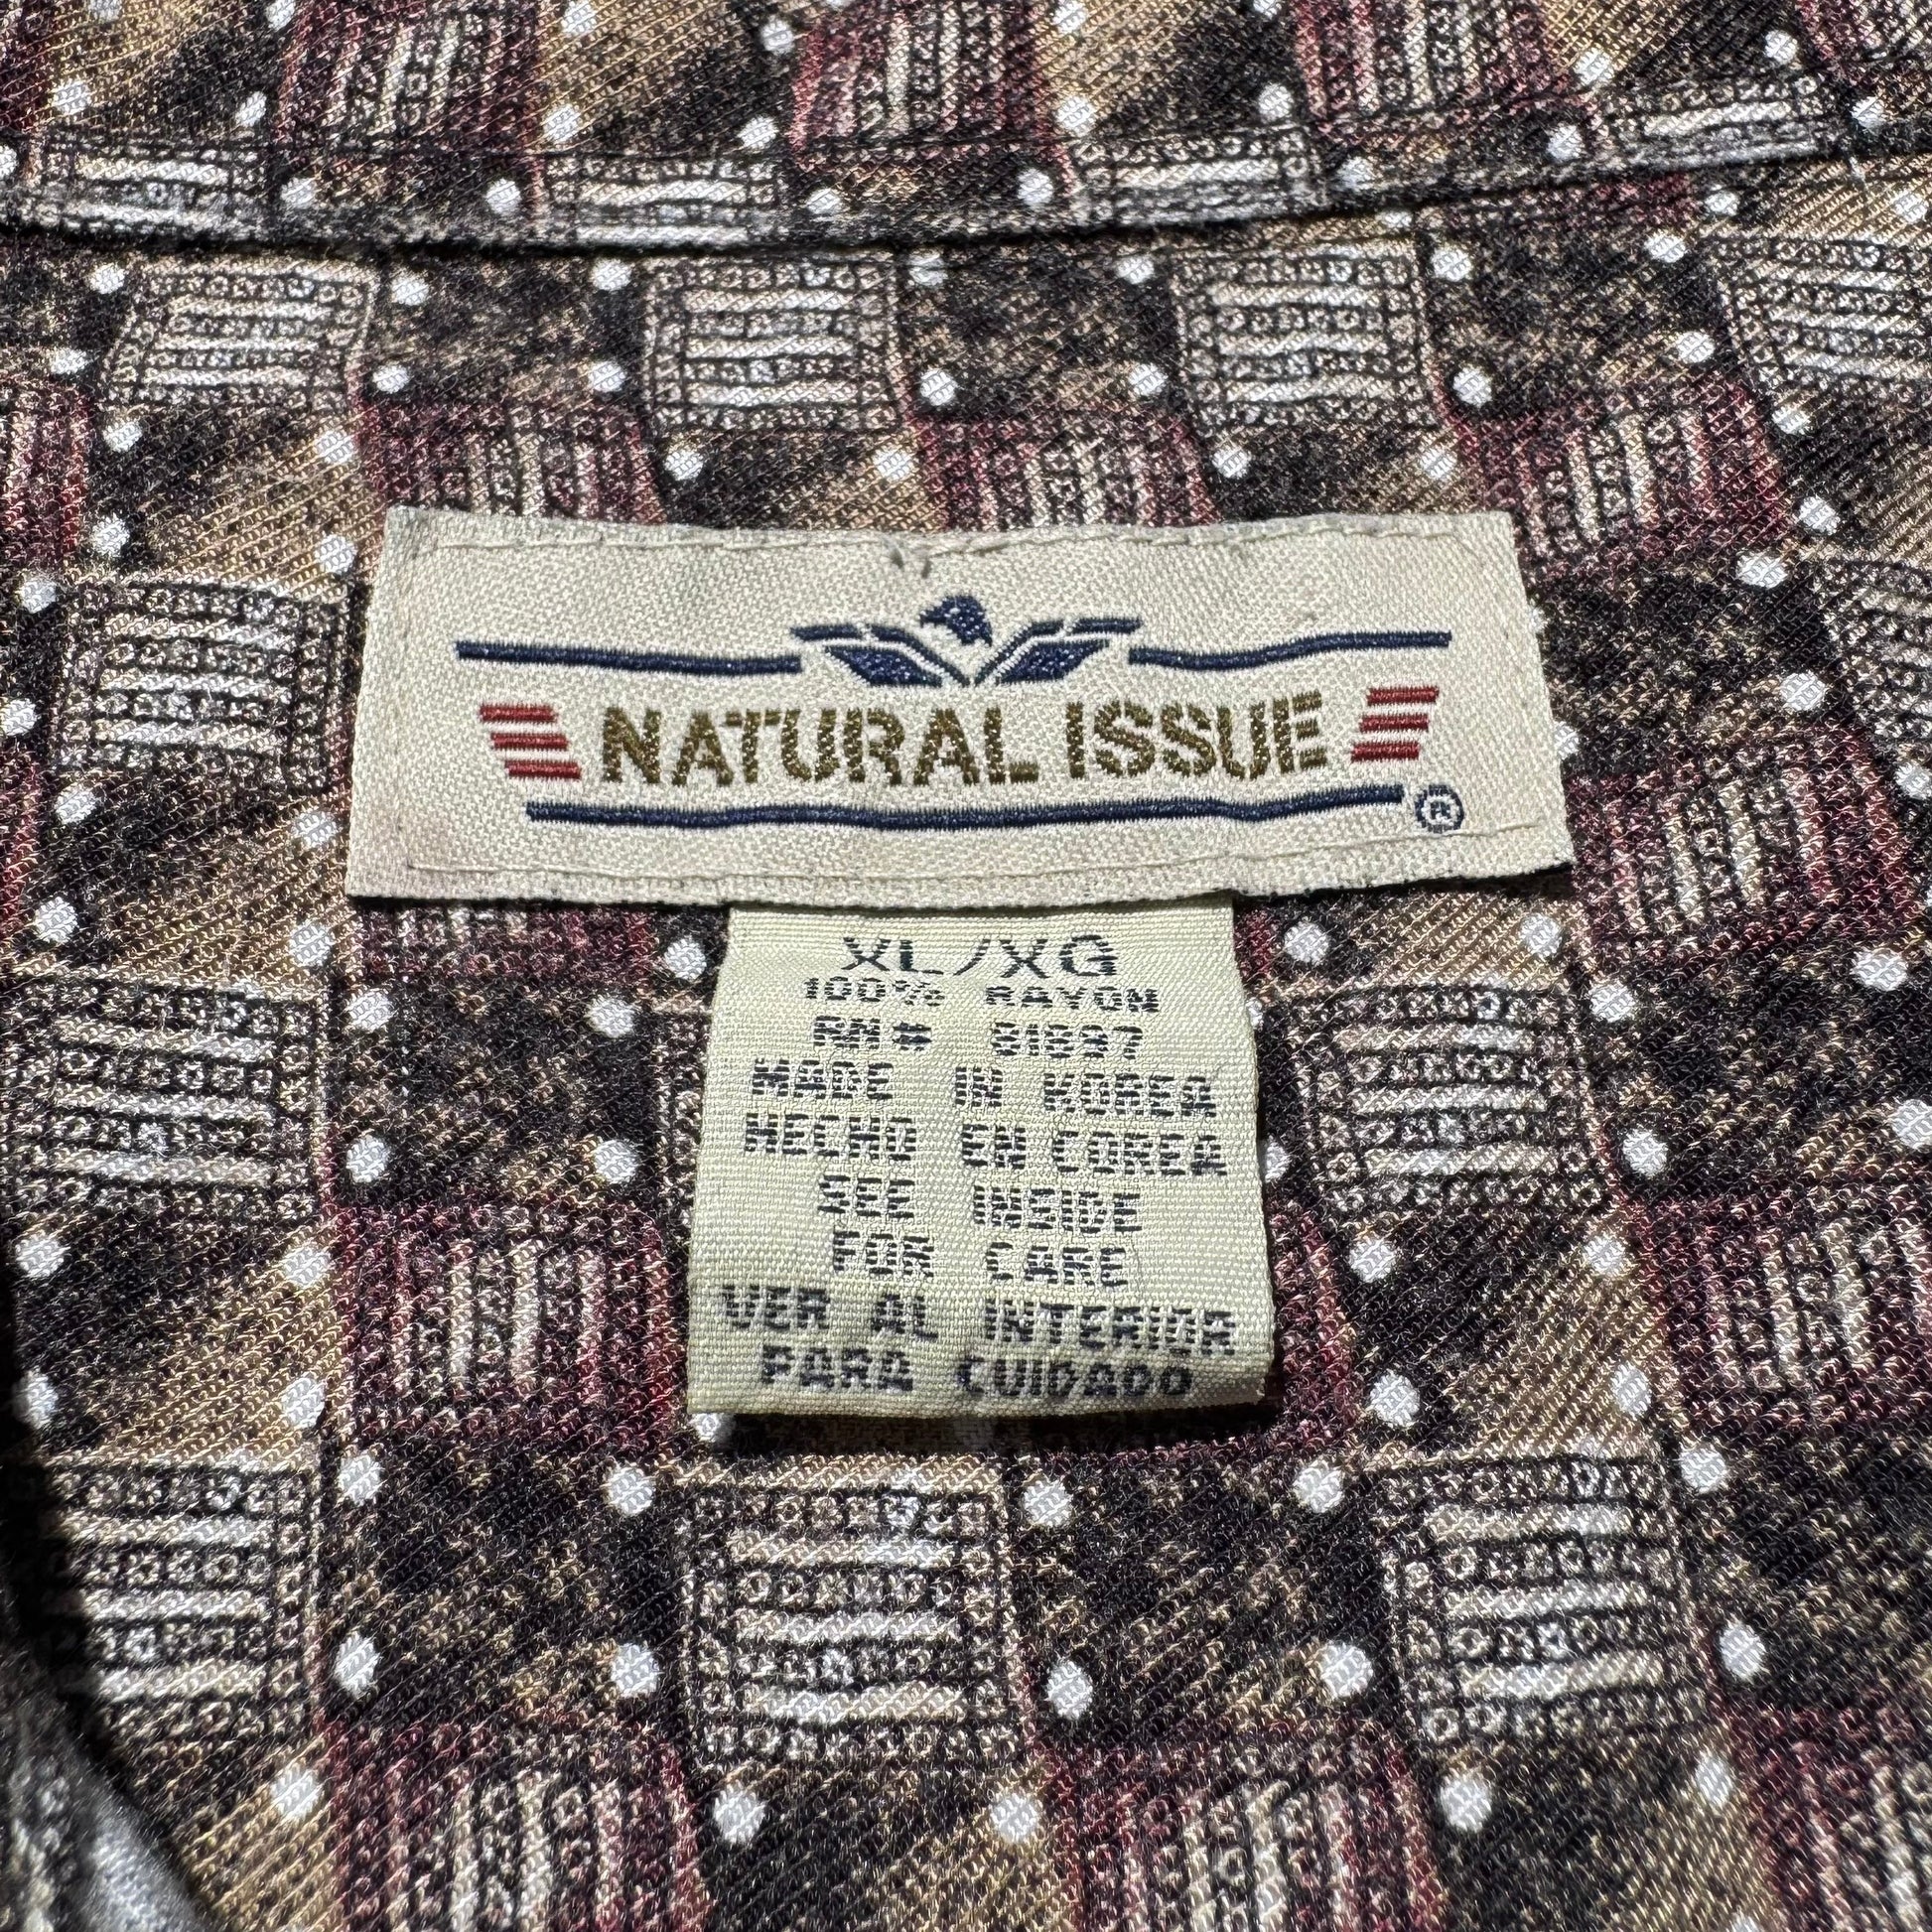 NATURAL ISSUE
®
XL/XG
100% RAYON
RN# 61897
MADE IN KOREA
HECHO EN COREA
SEE INSIDE
FOR CARE
VER AL INTERIOR
PARA CUIDADO